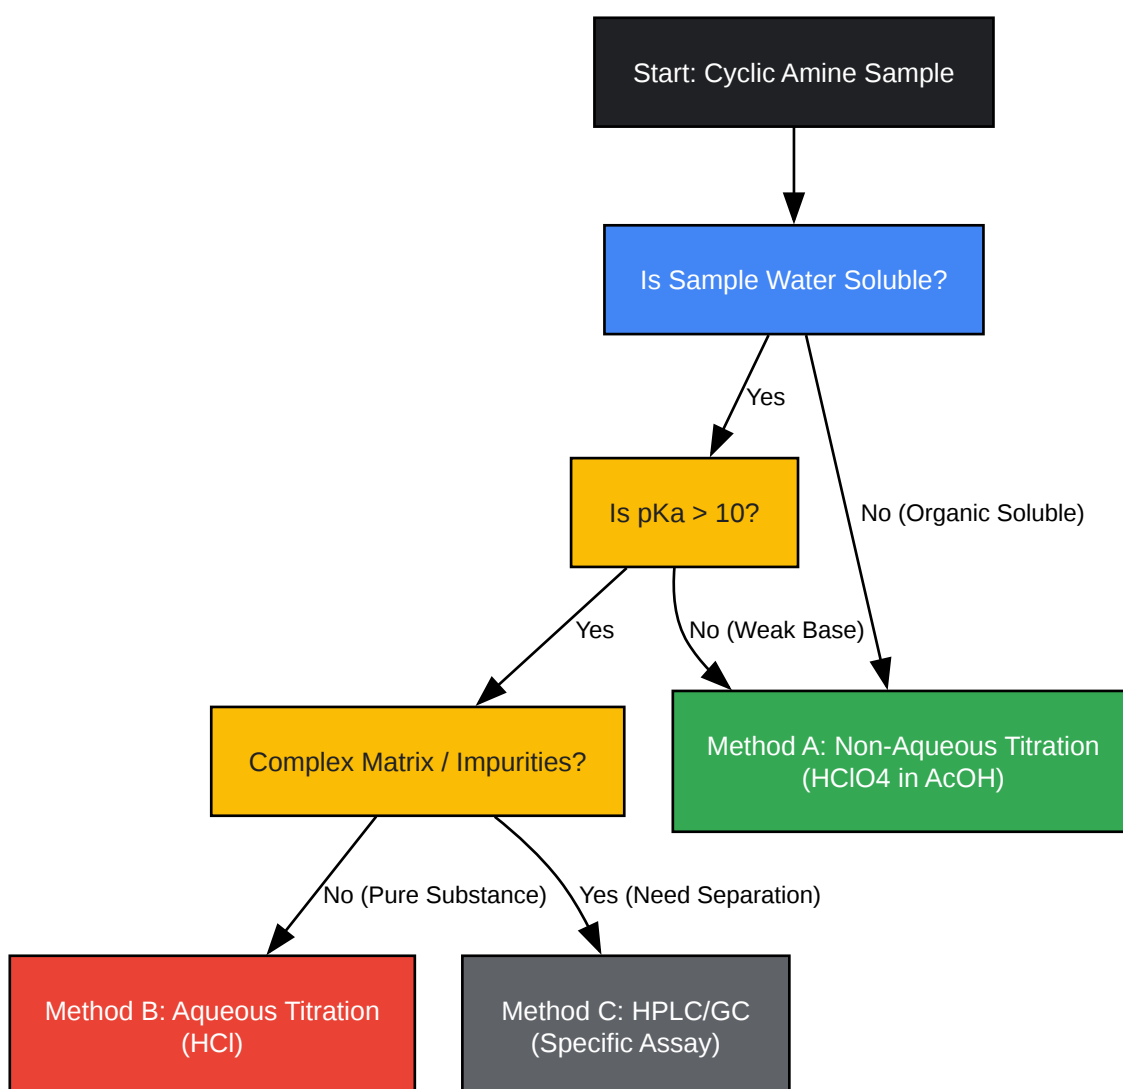 Start: Cyclic Amine Sample
Is Sample Water Soluble?
Yes
Is pKa > 10?
No (Organic Soluble)
Yes
No (Weak Base)
Complex Matrix / Impurities?
Method A: Non-Aqueous Titration
(HClO4 in AcOH)
No (Pure Substance)
Yes (Need Separation)
Method B: Aqueous Titration
(HCl)
Method C: HPLC/GC
(Specific Assay)